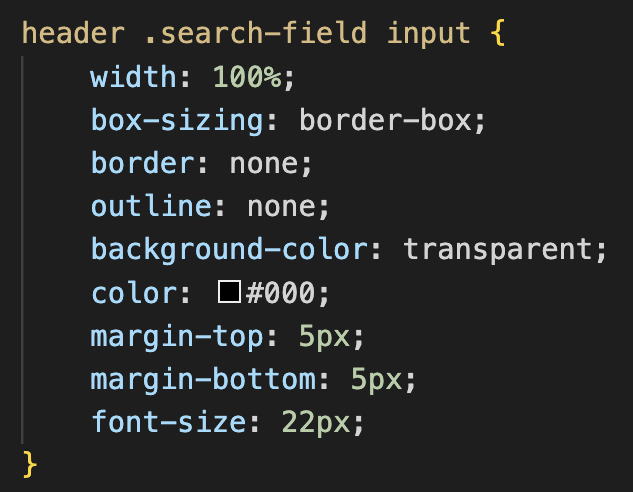 header .search-field input {
    width: 100%;
    box-sizing: border-box;
    border: none;
    outline: none;
    background-color: transparent;
    color: #000;
    margin-top: 5px;
    margin-bottom: 5px;
    font-size: 22px;
}